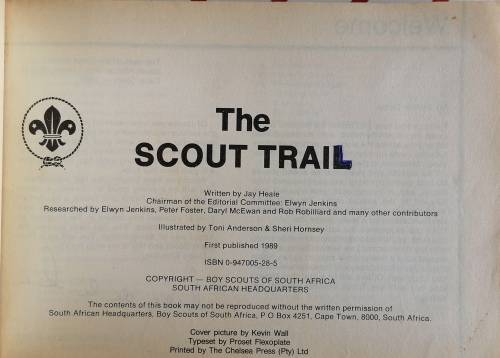 Welcome
The
SCOUT TRAIL
Written by Jay Heale
Chairman of the Editorial Committee: Elwyn Jenkins
Researched by Elwyn Jenkins, Peter Foster, Daryl McEwan and Rob Robilliard and many other contributors
Illustrated by Toni Anderson & Sheri Hornsey
First published 1989
ISBN 0-947005-28-5
COPYRIGHT — BOY SCOUTS OF SOUTH AFRICA
SOUTH AFRICAN HEADQUARTERS
The contents of this book may not be reproduced without the written permission of
South African Headquarters, Boy Scouts of South Africa, P O Box 4251, Cape Town, 8000, South Africa.
Cover picture by Kevin Wall
Typeset by Proset Flexoplate
Printed by The Chelsea Press (Pty) Ltd